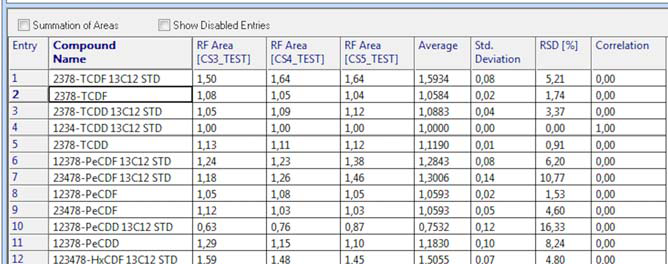 Summation of Areas Show Disabled Entries
Entry Compound Name RF Area [CS3_TEST] RF Area [CS4_TEST] RF Area [CS5_TEST] Average Std. Deviation RSD [%] Correlation
1 2378-TCDF 13C12 STD 1,50 1,64 1,64 1,5934 0,08 5,21 0,00
2 2378-TCDF 1,08 1,05 1,04 1,0584 0,02 1,74 0,00
3 2378-TCDD 13C12 STD 1,05 1,09 1,12 1,0883 0,04 3,37 0,00
4 1234-TCDD 13C12 STD 1,00 1,00 1,00 1,0000 0,00 0,00 1,00
5 2378-TCDD 1,13 1,11 1,12 1,1190 0,01 0,91 0,00
6 12378-PeCDF 13C12 STD 1,24 1,23 1,38 1,2843 0,08 6,20 0,00
7 23478-PeCDF 13C12 STD 1,18 1,26 1,46 1,3006 0,14 10,77 0,00
8 12378-PeCDF 1,05 1,08 1,05 1,0593 0,02 1,53 0,00
9 23478-PeCDF 1,12 1,03 1,03 1,0593 0,05 4,60 0,00
10 12378-PeCDD 13C12 STD 0,63 0,76 0,87 0,7532 0,12 16,33 0,00
11 12378-PeCDD 1,29 1,15 1,10 1,1830 0,10 8,24 0,00
12 123478-HxCDF 13C12 STD 1,59 1,48 1,45 1,5055 0,07 4,80 0,00